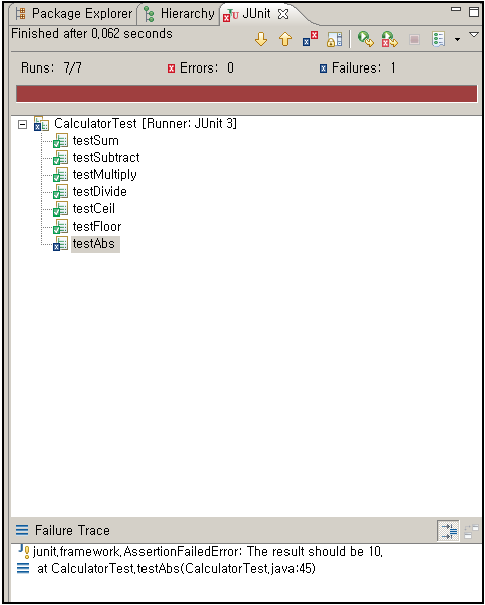 Package Explorer Hierarchy JUnit
Finished after 0,062 seconds
Runs: 7/7 Errors: 0 Failures: 1
CalculatorTest [Runner: JUnit 3]
testSum
testSubtract
testMultiply
testDivide
testCeil
testFloor
testAbs
Failure Trace
junit,framework,AssertionFailedError: The result should be 10,
at CalculatorTest,testAbs(CalculatorTest,java:45)